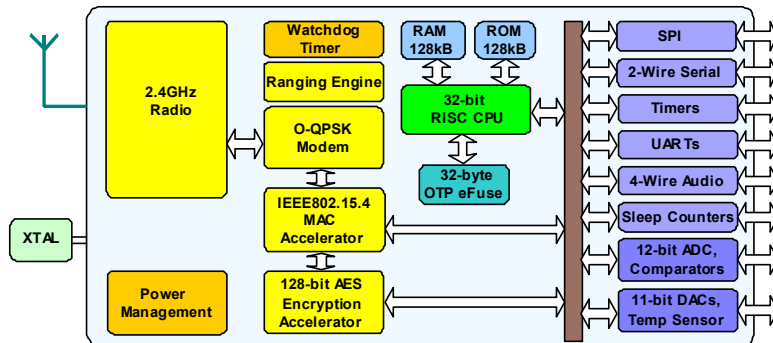 Watchdog
Timer
RAM
128kB
ROM
128kB
SPI
2.4GHz
Radio
Ranging Engine
2-Wire Serial
32-bit
RISC CPU
Timers
O-QPSK
Modem
UARTs
32-byte
OTP eFuse
4-Wire Audio
IEEE802.15.4
MAC
Accelerator
Sleep Counters
XTAL
12-bit ADC,
Comparators
Power
Management
128-bit AES
Encryption
Accelerator
11-bit DACs,
Temp Sensor